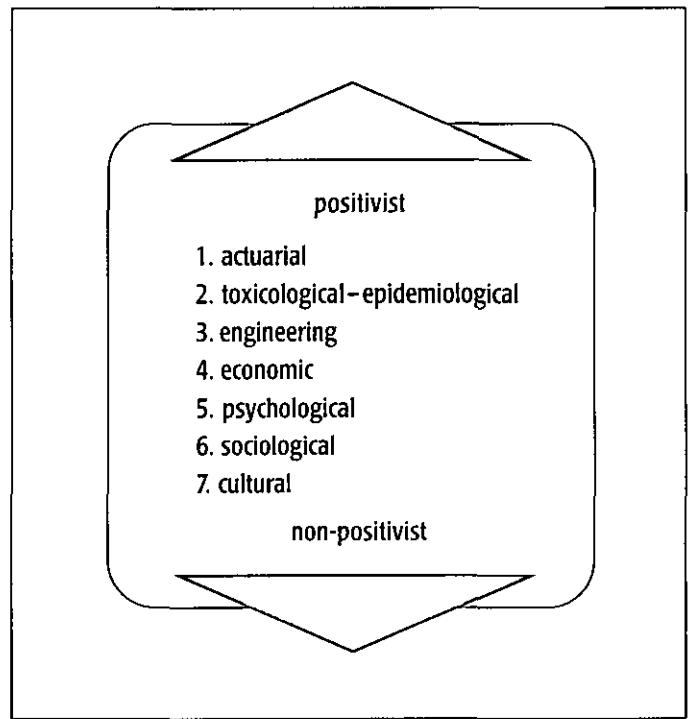 positivist
1. actuarial
2. toxicological–epidemiological
3. engineering
4. economic
5. psychological
6. sociological
7. cultural
non-positivist